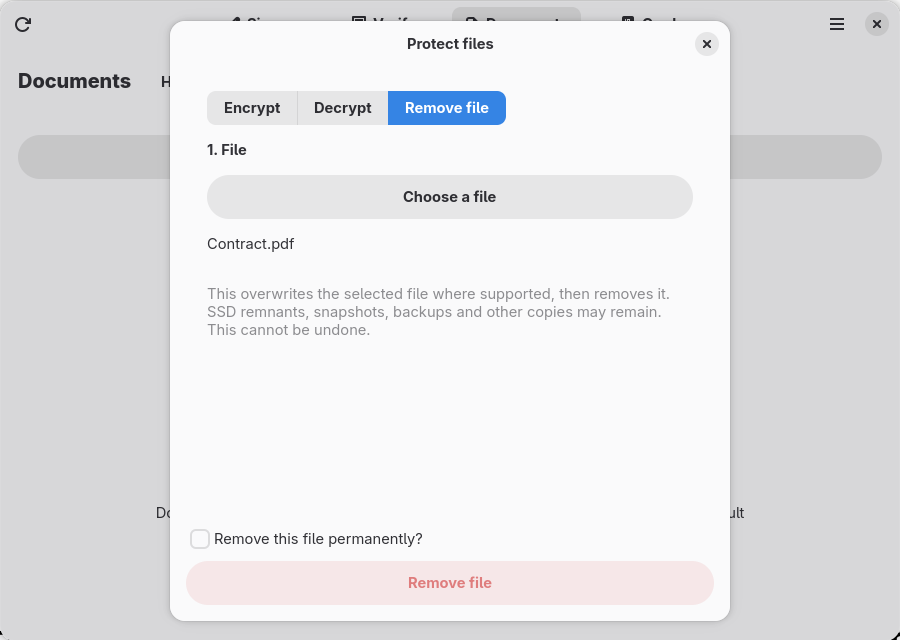 Protect files
Documents
Encrypt
Decrypt
Remove file
1. File
Choose a file
Contract.pdf
This overwrites the selected file where supported, then removes it.
SSD remnants, snapshots, backups and other copies may remain.
This cannot be undone.
Remove this file permanently?
Remove file